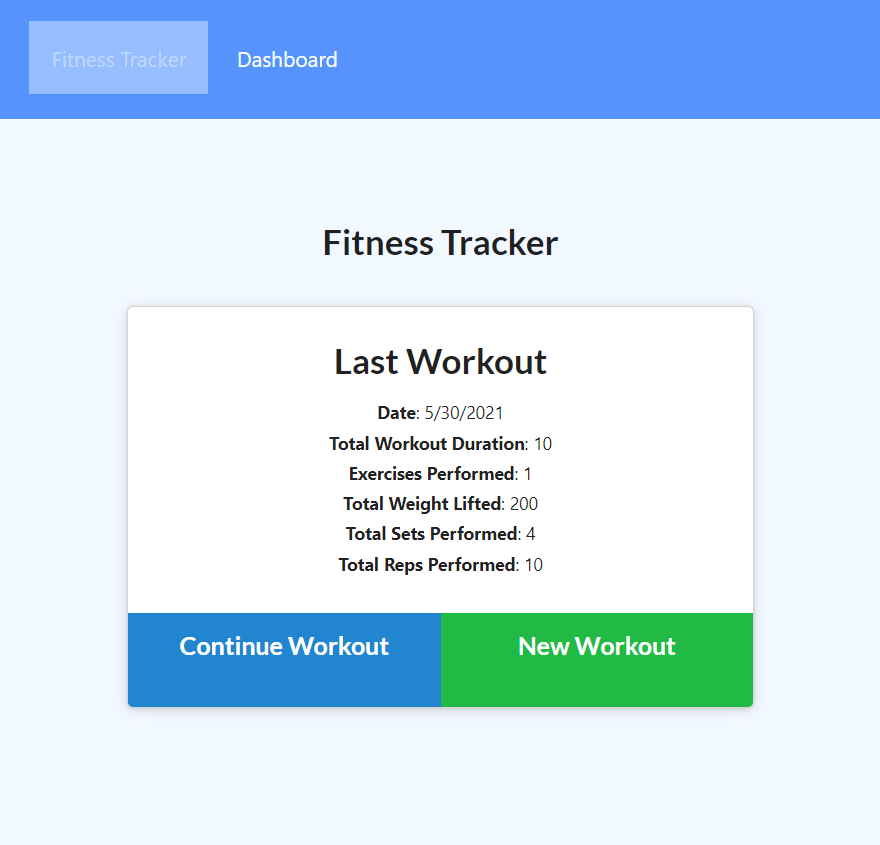 Fitness Tracker Dashboard
Fitness Tracker
Last Workout
Date: 5/30/2021
Total Workout Duration: 10
Exercises Performed: 1
Total Weight Lifted: 200
Total Sets Performed: 4
Total Reps Performed: 10
Continue Workout New Workout